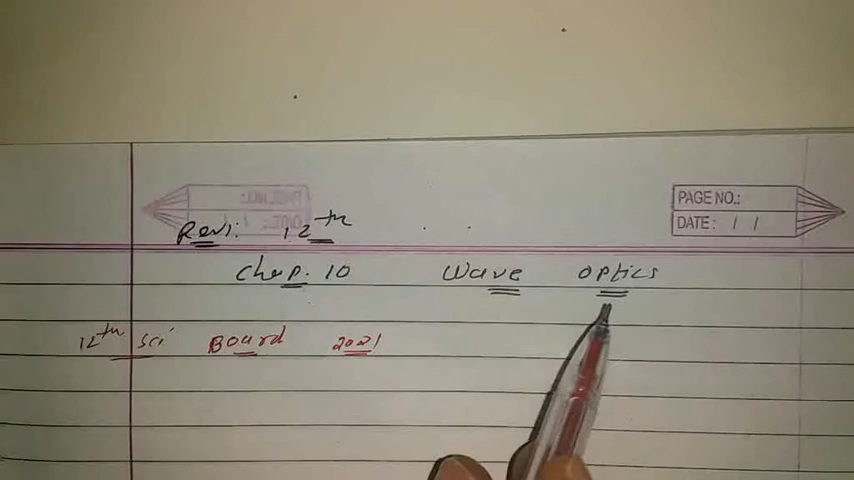 PAGE NO.:
DATE: / /
Revi: 12th
Chap. 10 Wave Optics
12th Sci Board 2021